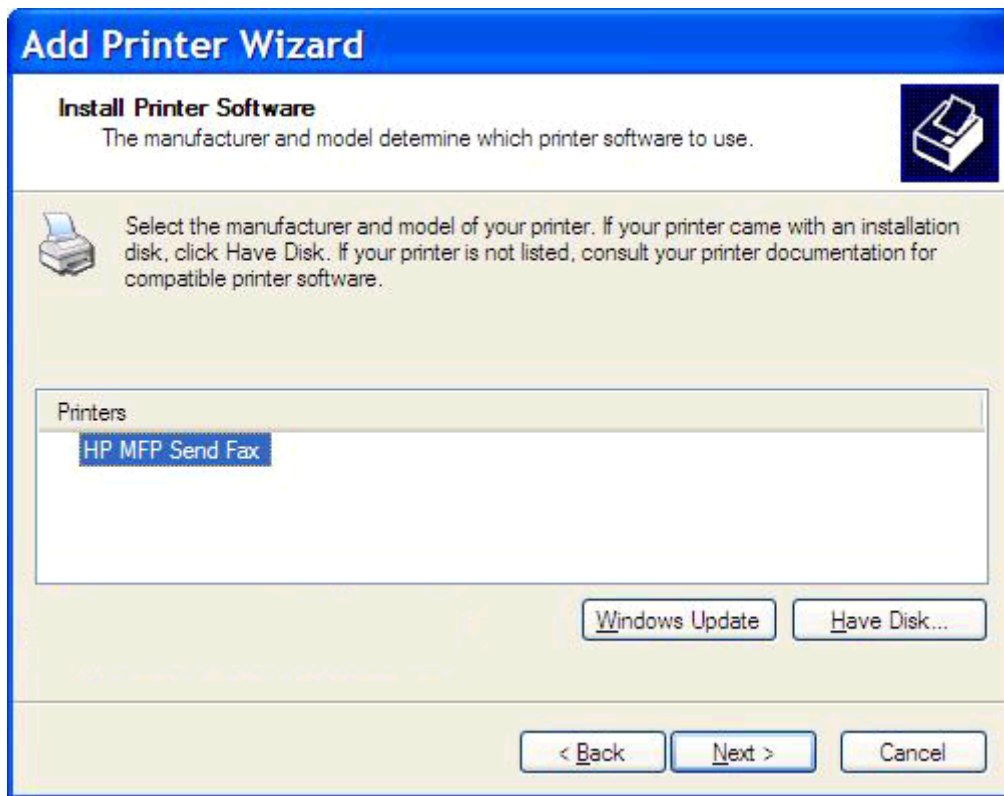 Add Printer Wizard
Install Printer Software
The manufacturer and model determine which printer software to use.
Select the manufacturer and model of your printer. If your printer came with an installation
disk, click Have Disk. If your printer is not listed, consult your printer documentation for
compatible printer software.
Printers
HP MFP Send Fax
Windows Update
Have Disk...
< Back
Next >
Cancel